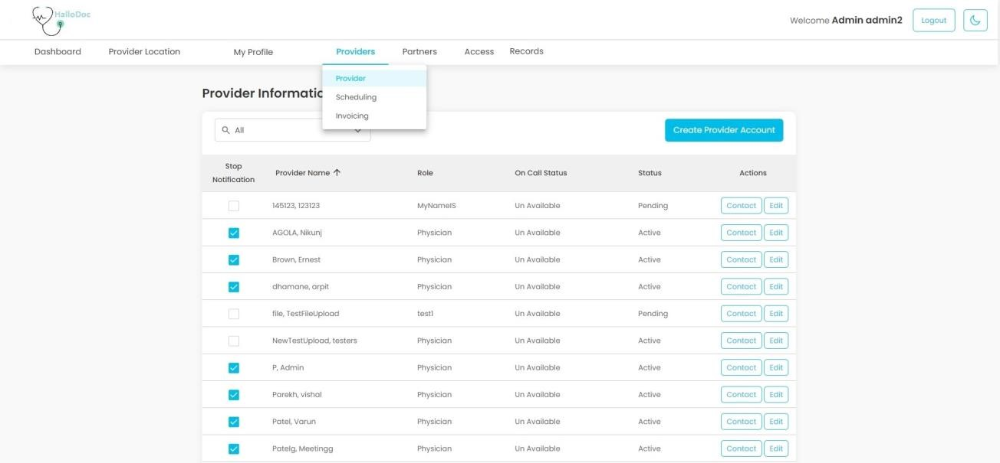 HalloDoc
Welcome Admin admin2 Logout
Dashboard Provider Location My Profile Providers Partners Access Records
Provider
Scheduling
Invoicing
All
Create Provider Account
Stop Notification Provider Name Role On Call Status Status Actions
145123, 123123 MyNameIS Un Available Pending Contact Edit
AGOLA, Nikunj Physician Un Available Active Contact Edit
Brown, Ernest Physician Un Available Active Contact Edit
dhamane, arpit Physician Un Available Active Contact Edit
file, TestFileUpload test1 Un Available Pending Contact Edit
NewTestUpload, testers Physician Un Available Active Contact Edit
P, Admin Physician Un Available Active Contact Edit
Parekh, vishal Physician Un Available Active Contact Edit
Patel, Varun Physician Un Available Active Contact Edit
Patelg, Meetingg Physician Un Available Active Contact Edit